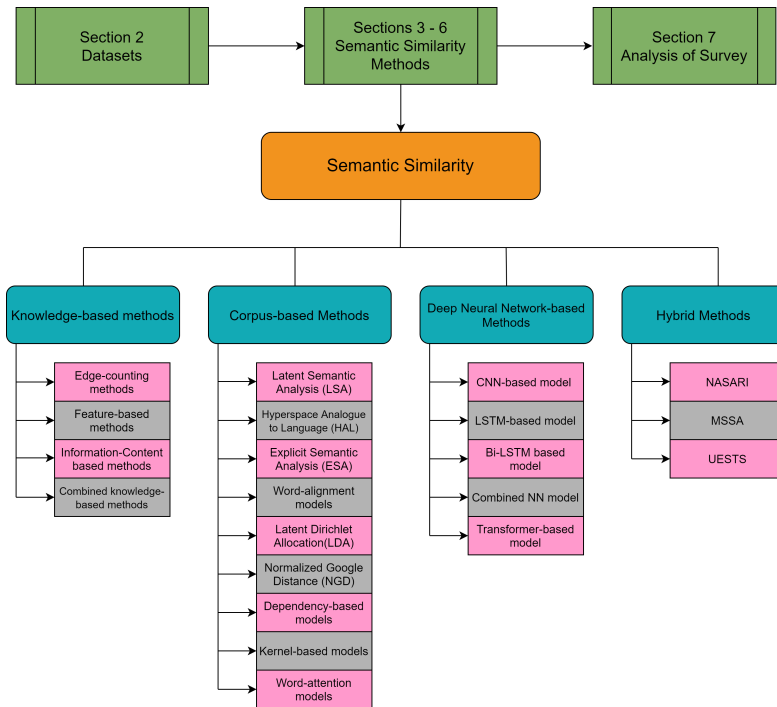 Section 2
Datasets
Sections 3 - 6
Semantic Similarity
Methods
Section 7
Analysis of Survey
Semantic Similarity
Knowledge-based methods
Edge-counting
methods
Feature-based
methods
Information-Content
based methods
Combined knowledge-
based methods
Corpus-based Methods
Latent Semantic
Analysis (LSA)
Hyperspace Analogue
to Language (HAL)
Explicit Semantic
Analysis (ESA)
Word-alignment
models
Latent Dirichlet
Allocation(LDA)
Normalized Google
Distance (NGD)
Dependency-based
models
Kernel-based models
Word-attention
models
Deep Neural Network-based
Methods
CNN-based model
LSTM-based model
Bi-LSTM based
model
Combined NN model
Transformer-based
model
Hybrid Methods
NASARI
MSSA
UESTS